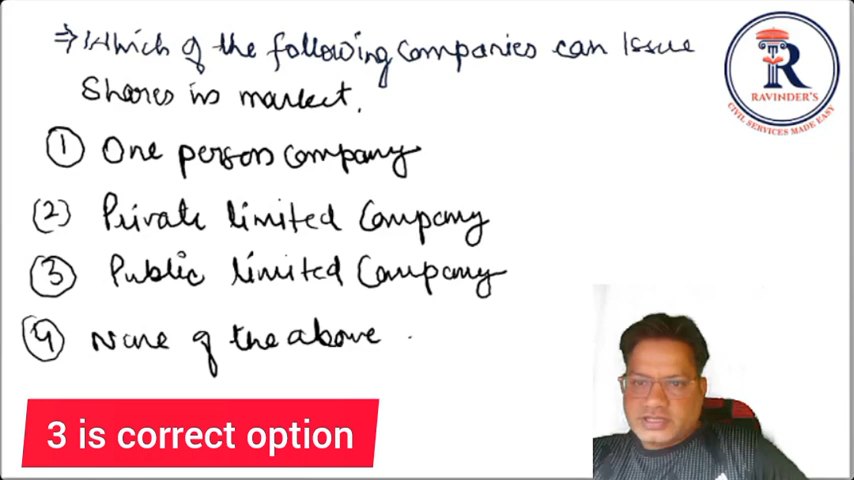 ⇒ Which of the following companies can issue
Shares in market.
① One person company
(2) Private limited Company
③ Public limited Company
④ None of the above.
3 is correct option
R
RAVINDER'S
CIVIL SERVICES MADE EASY